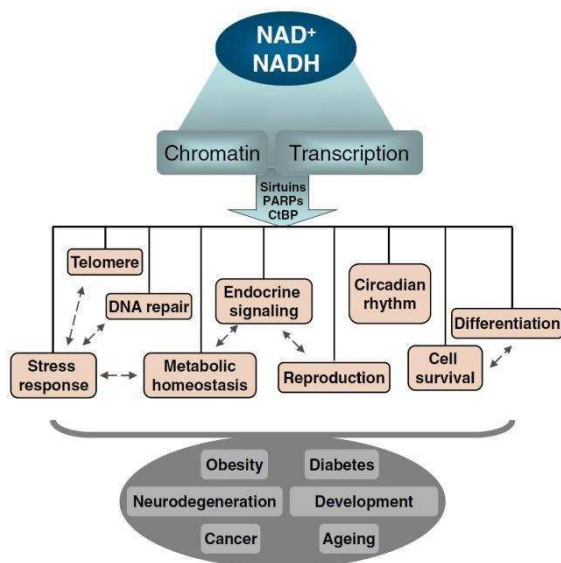 NAD+
NADH
Chromatin
Transcription
Sirtuins
PARPs
CtBP
Telomere
DNA repair
Endocrine
signaling
Circadian
rhythm
Differentiation
Stress
response
Metabolic
homeostasis
Reproduction
Cell
survival
Obesity
Diabetes
Neurodegeneration
Development
Cancer
Ageing